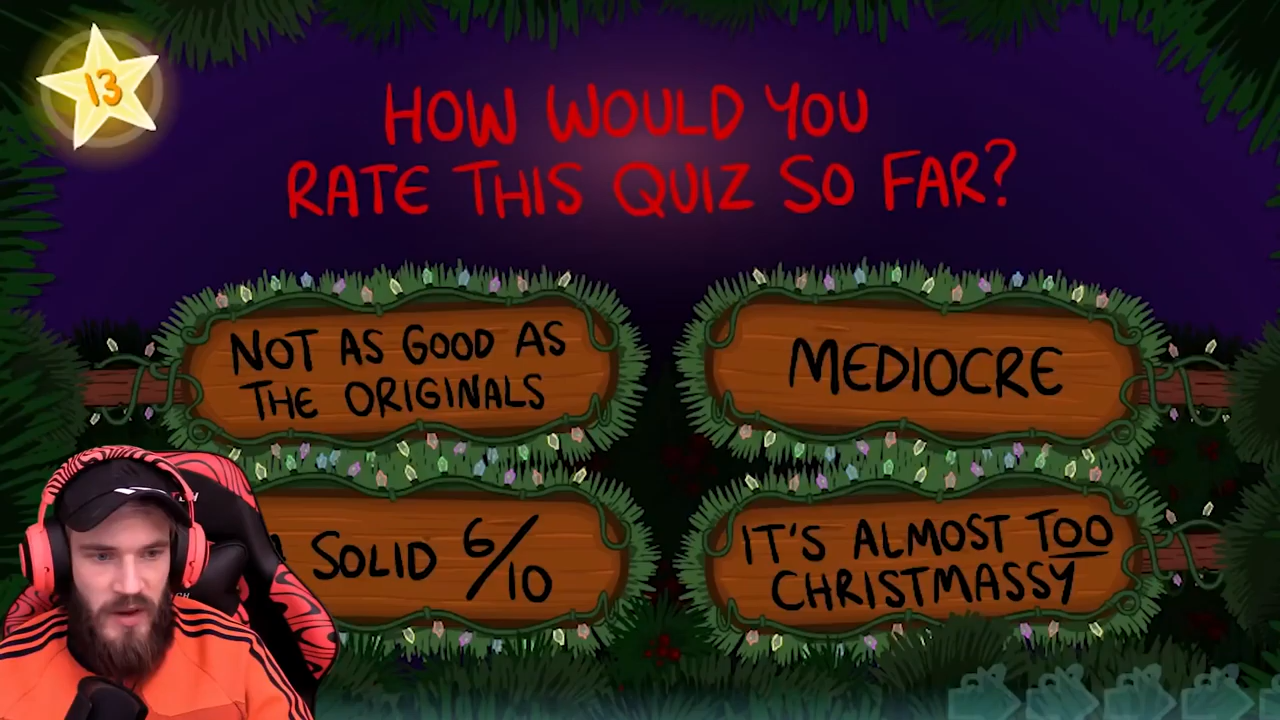 13
HOW WOULD YOU
RATE THIS QUIZ SO FAR?
NOT AS GOOD AS
THE ORIGINALS
MEDIOCRE
SOLID 6/10
IT'S ALMOST TOO
CHRISTMASSY